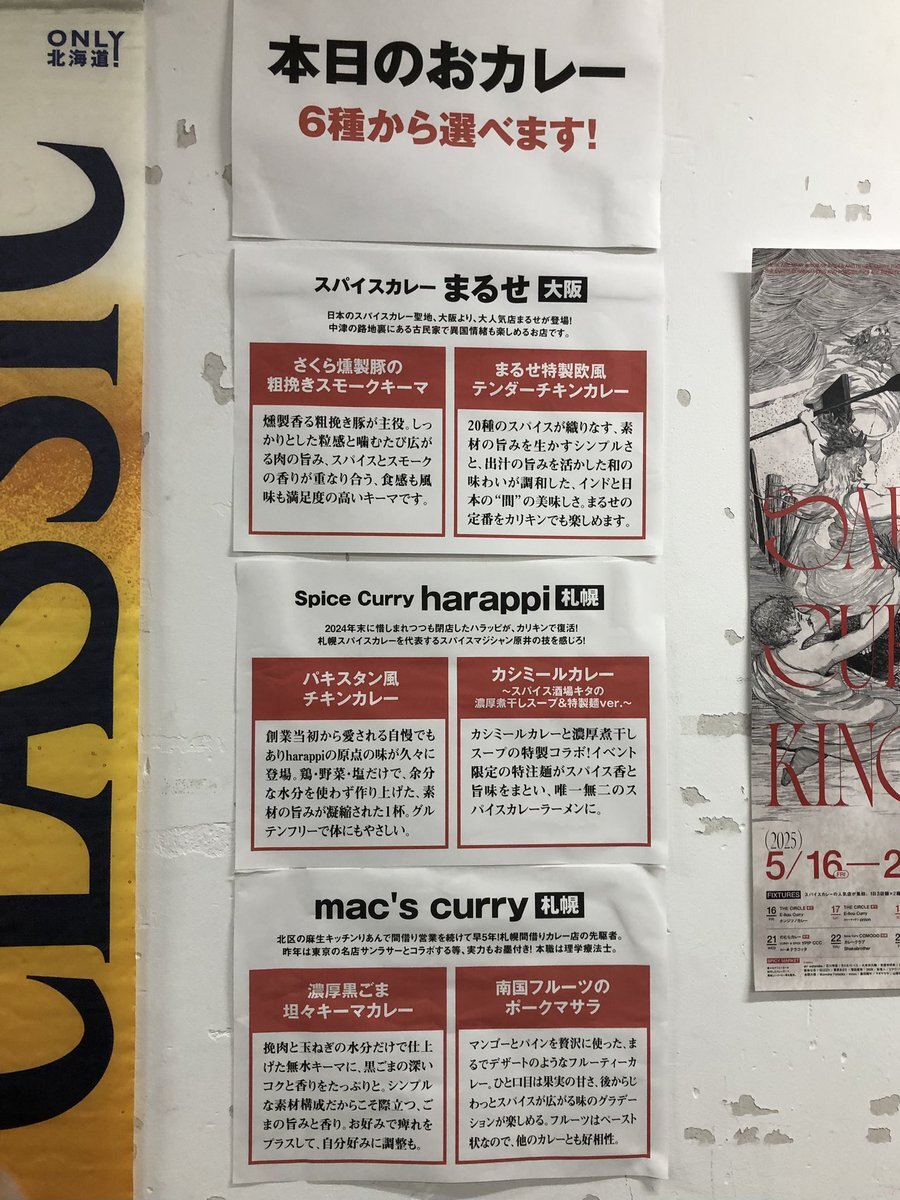 ONLY
北海道!
CLASSIC
本日のおカレー
6種から選べます!
スパイスカレー まるせ 大阪
日本のスパイスカレー聖地、大阪より、大人気店まるせが登場!
中津の路地裏にある古民家で異国情緒も楽しめるお店です。
さくら燻製豚の
粗挽きスモークキーマ
燻製香る粗挽き豚が主役。しっ
かりとした粒感と噛むたび広が
る肉の旨み、スパイスとスモーク
の香りが重なり合う、食感も風
味も満足度の高いキーマです。
まるせ特製欧風
テンダーチキンカレー
20種のスパイスが織りなす、素
材の旨みを生かすシンプルさ
と、出汁の旨みを活かした和の
味わいが調和した、インドと日
本の“間”の美味しさ。まるせの
定番をカリキンでも楽しめます。
Spice Curry harappi 札幌
2024年末に惜しまれつつも閉店したハラッピが、カリキンで復活!
札幌スパイスカレーを代表するスパイスマジシャン原井の技を感じろ!
パキスタン風
チキンカレー
創業当初から愛される自慢でも
ありharappiの原点の味が久々に
登場。鶏・野菜・塩だけで、余分
な水分を使わず作り上げた、素
材の旨みが凝縮された1杯。グル
テンフリーで体にもやさしい。
カシミールカレー
～スパイス酒場キタの
濃厚煮干しスープ&特製麺ver.～
カシミールカレーと濃厚煮干し
スープの特製コラボ!イベント
限定の特注麺がスパイス香と
旨味をまとい、唯一無二のス
パイスカレーラーメンに。
mac's curry 札幌
北区の麻生キッチンりあんで間借り営業を続けて早5年!札幌間借りカレー店の先駆者。
昨年は東京の名店サンラサーとコラボする等、実力もお墨付き! 本職は理学療法士。
濃厚黒ごま
坦々キーマカレー
挽肉と玉ねぎの水分だけで仕上
げた無水キーマに、黒ごまの深い
コクと香りをたっぷりと。シンプル
な素材構成だからこそ際立つ、ご
まの旨みと香り。お好みで痺れを
プラスして、自分好みに調整も。
南国フルーツの
ポークマサラ
マンゴーとパインを贅沢に使った、ま
るでデザートのようなフルーティーカ
レー。ひと口目は果実の甘さ、後からじ
わっとスパイスが広がる味のグラデー
ションが楽しめる。フルーツはペースト
状なので、他のカレーとも好相性。
KING
(2025)
5/16—2
FRI
FIXTURES
16 THE CIRCLE
E-itou Curry
17 THE CIRCLE
E-itou Curry
21
22
SPICY MARKET